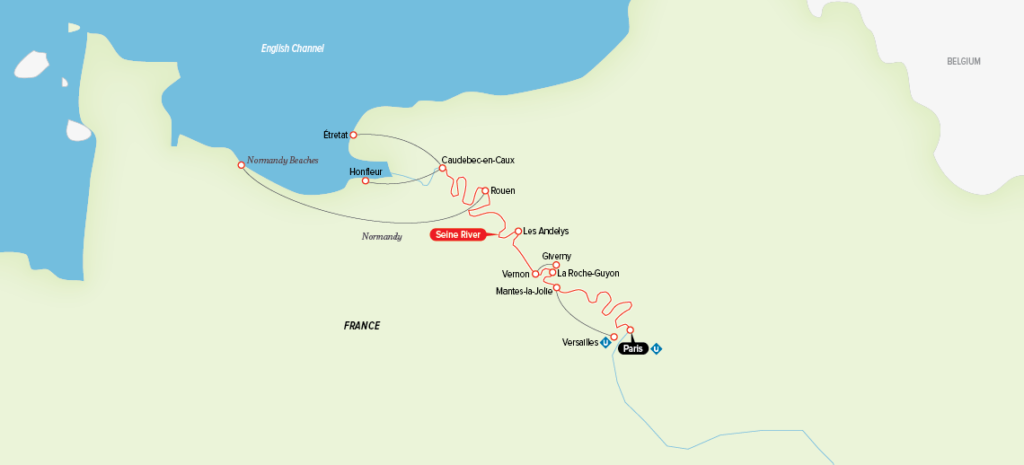 English Channel
BELGIUM
Étretat
Normandy Beaches
Caudebec-en-Caux
Honfleur
Rouen
Normandy
Seine River
Les Andelys
Giverny
Vernon
La Roche-Guyon
Mantes-la-Jolie
FRANCE
Versailles U
Paris U